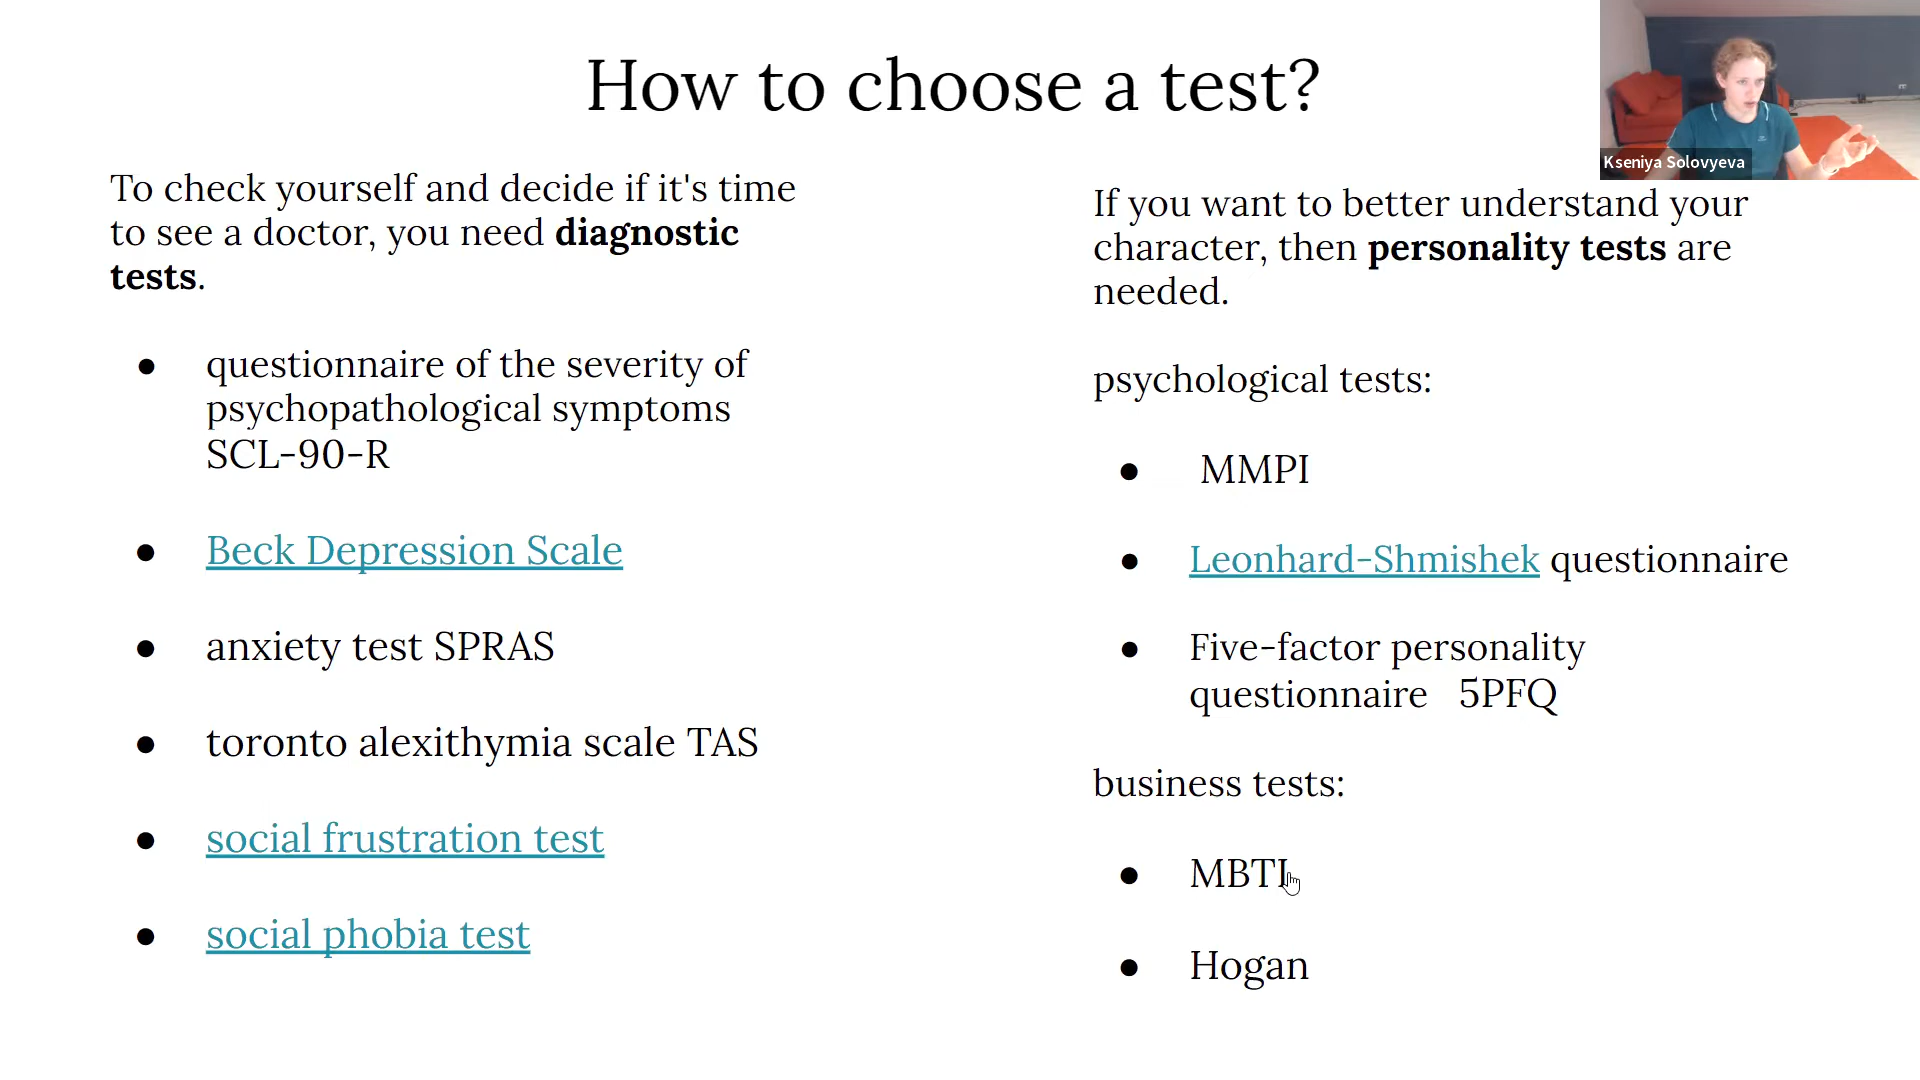 How to choose a test?
Kseniya Solovyeva
To check yourself and decide if it's time
to see a doctor, you need diagnostic
tests.
● questionnaire of the severity of
psychopathological symptoms
SCL-90-R
● Beck Depression Scale
● anxiety test SPRAS
● toronto alexithymia scale TAS
● social frustration test
● social phobia test
If you want to better understand your
character, then personality tests are
needed.
psychological tests:
● MMPI
● Leonhard-Shmishek questionnaire
● Five-factor personality
questionnaire 5PFQ
business tests:
● MBTI
● Hogan